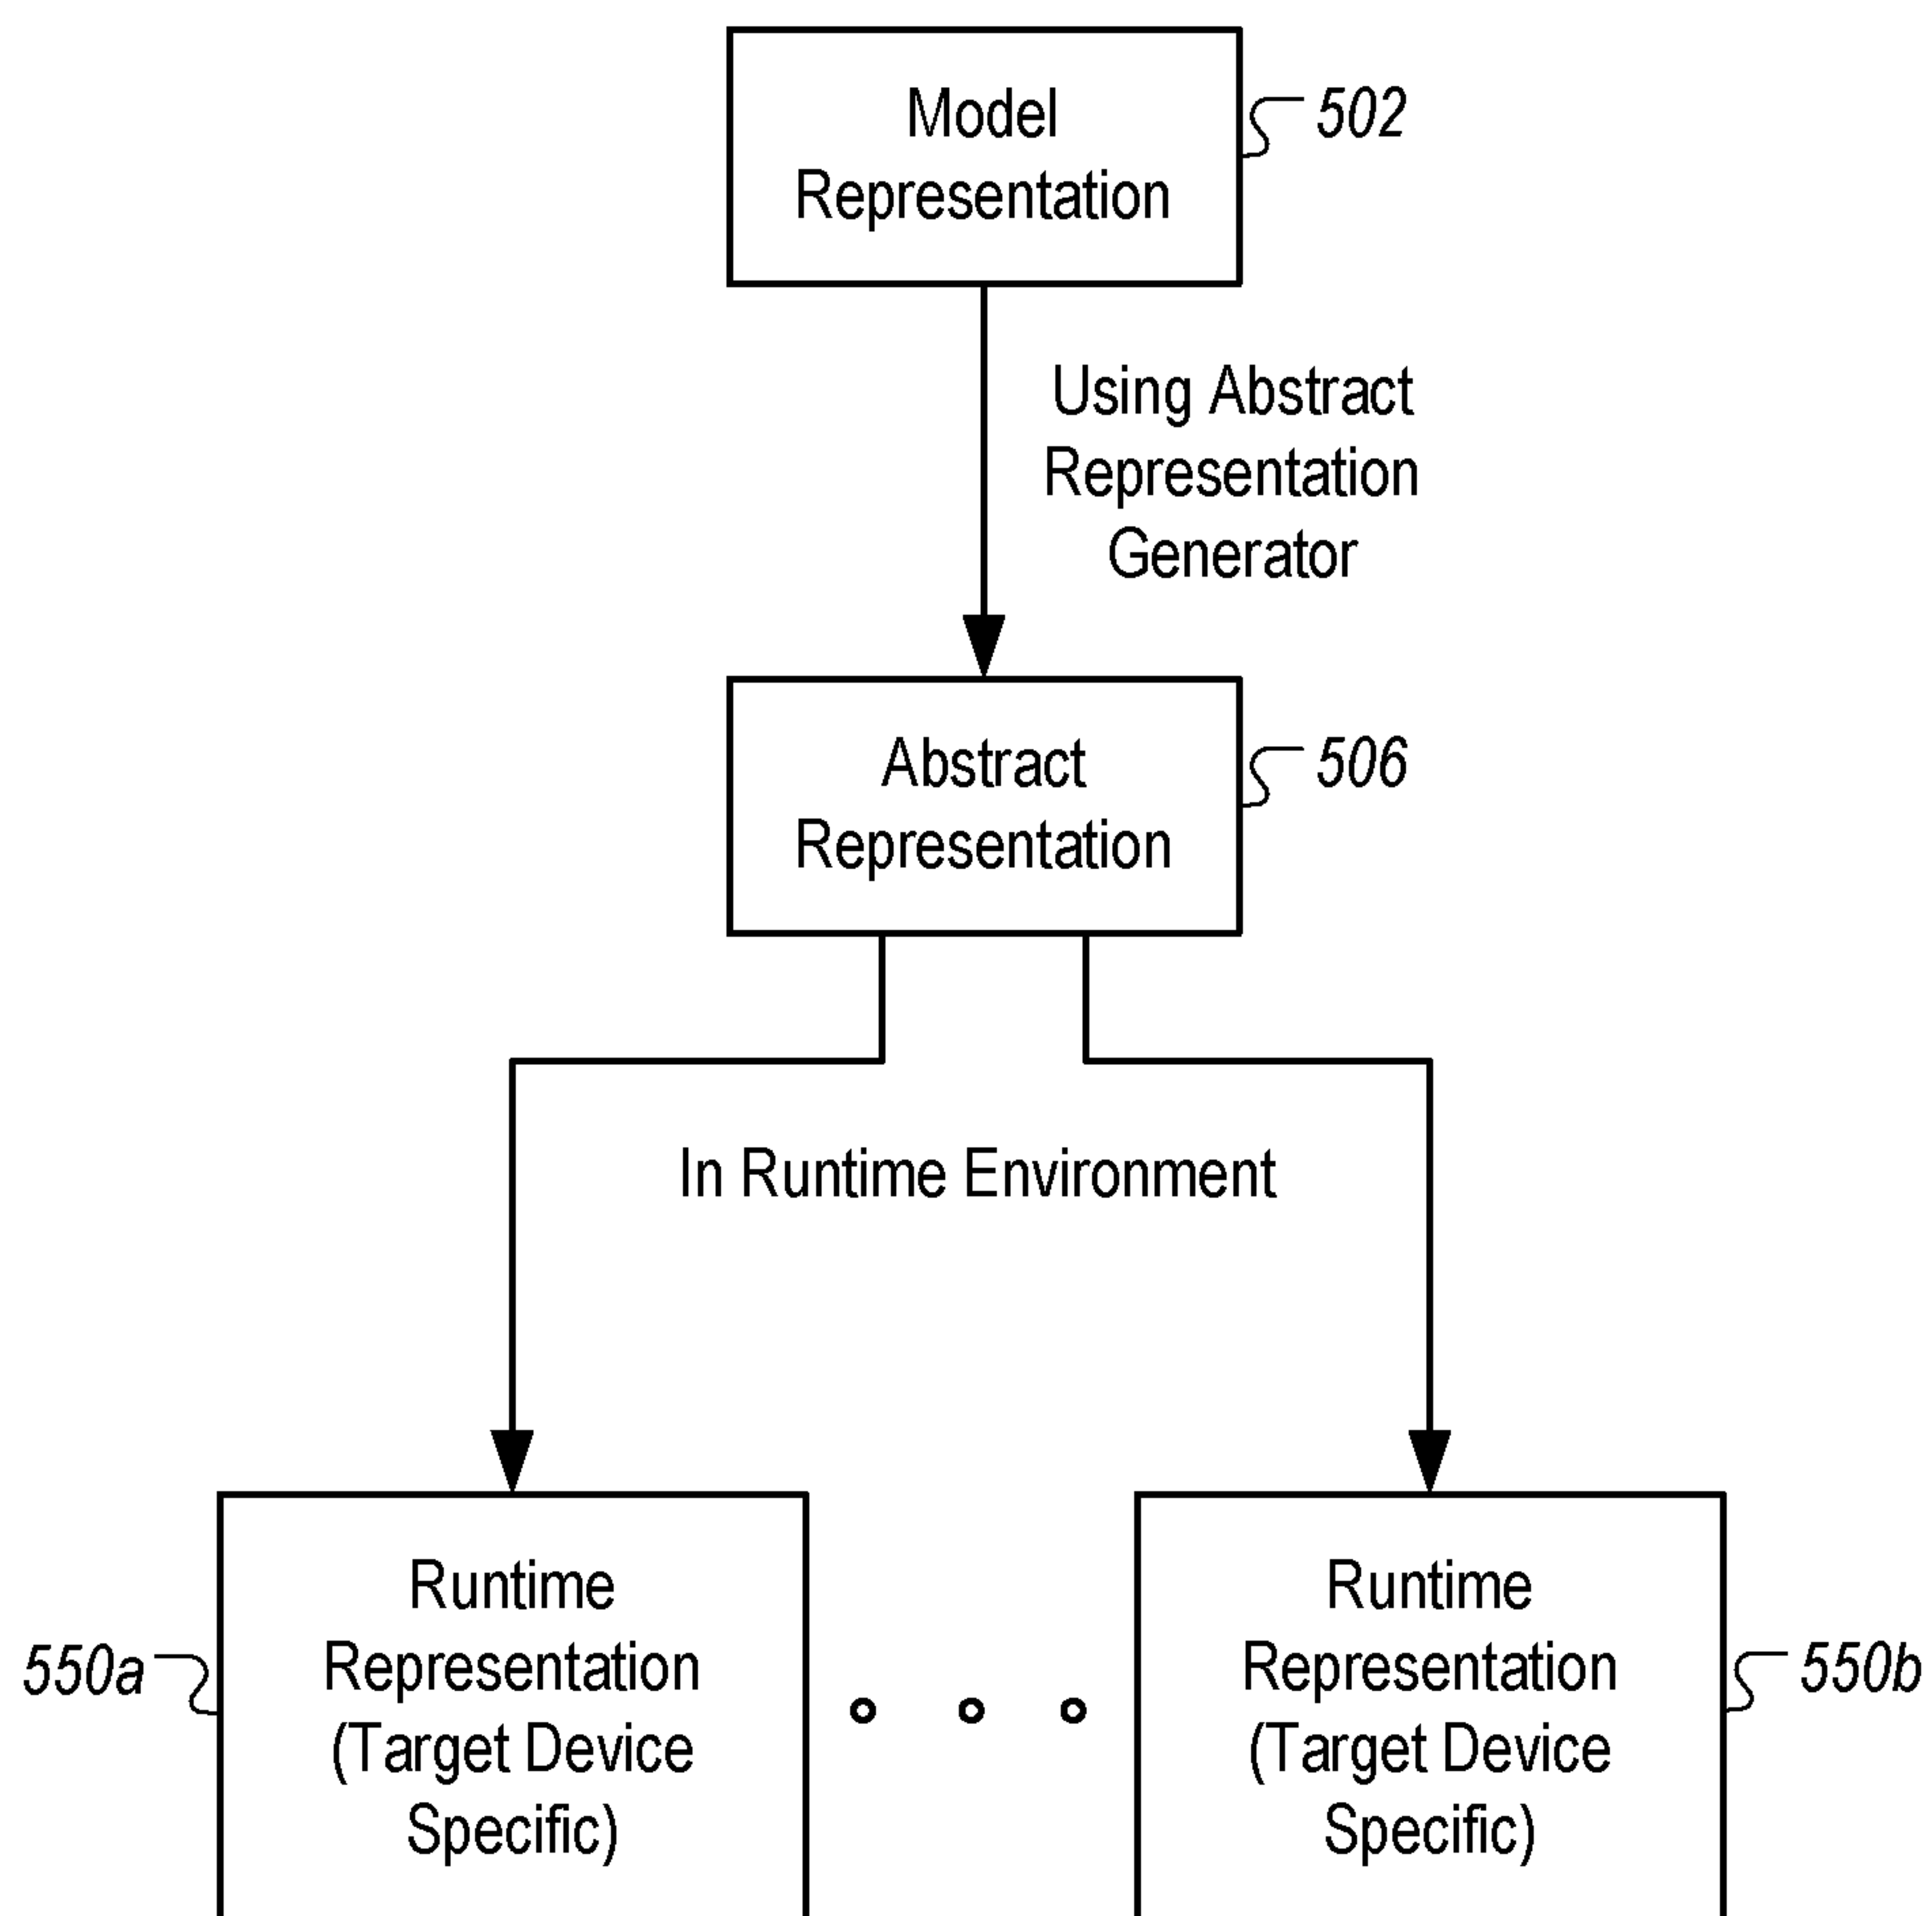 Model
Representation
502
Using Abstract
Representation
Generator
Abstract
Representation
506
In Runtime Environment
550a
Runtime
Representation
(Target Device
Specific)
Runtime
Representation
(Target Device
Specific)
550b